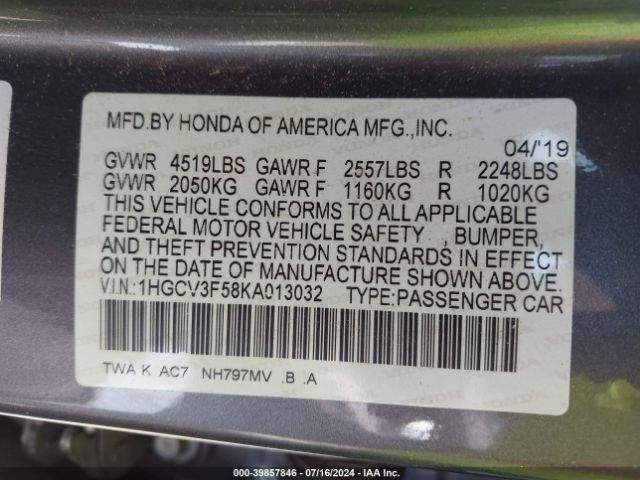 MFD.BY HONDA OF AMERICA MFG.,INC.
04/'19
GVWR 4519LBS GAWR F 2557LBS R 2248LBS
GVWR 2050KG GAWR F 1160KG R 1020KG
THIS VEHICLE CONFORMS TO ALL APPLICABLE
FEDERAL MOTOR VEHICLE SAFETY , BUMPER,
AND THEFT PREVENTION STANDARDS IN EFFECT
ON THE DATE OF MANUFACTURE SHOWN ABOVE.
V.I.N.:1HGCV3F58KA013032 TYPE:PASSENGER CAR
TWA K AC7 NH797MV .B .A
000-39857846 - 07/16/2024 - IAA Inc.